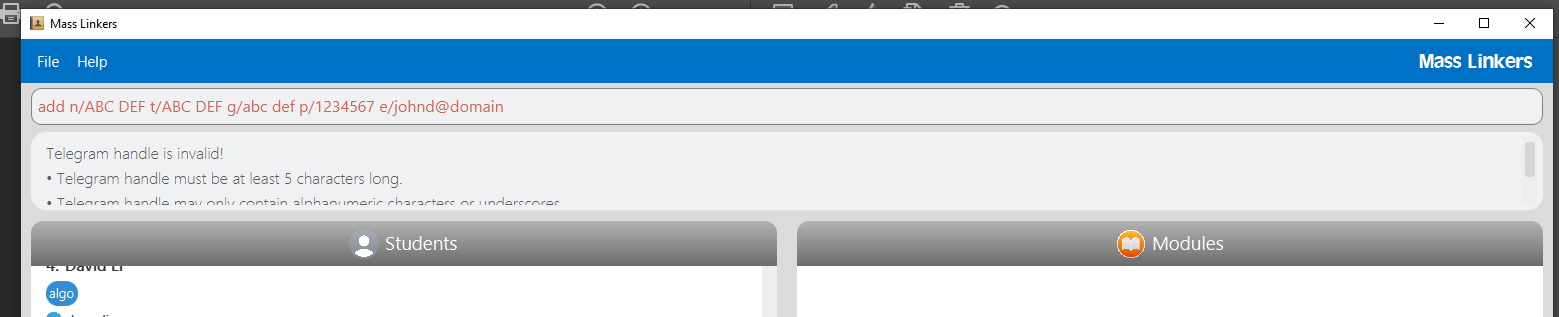 Mass Linkers
File Help Mass Linkers
add n/ABC DEF t/ABC DEF g/abc def p/1234567 e/johnd@domain
Telegram handle is invalid!
• Telegram handle must be at least 5 characters long.
• Telegram handle may only contain alphanumeric characters or underscores
Students
Modules
4. David Li
algo